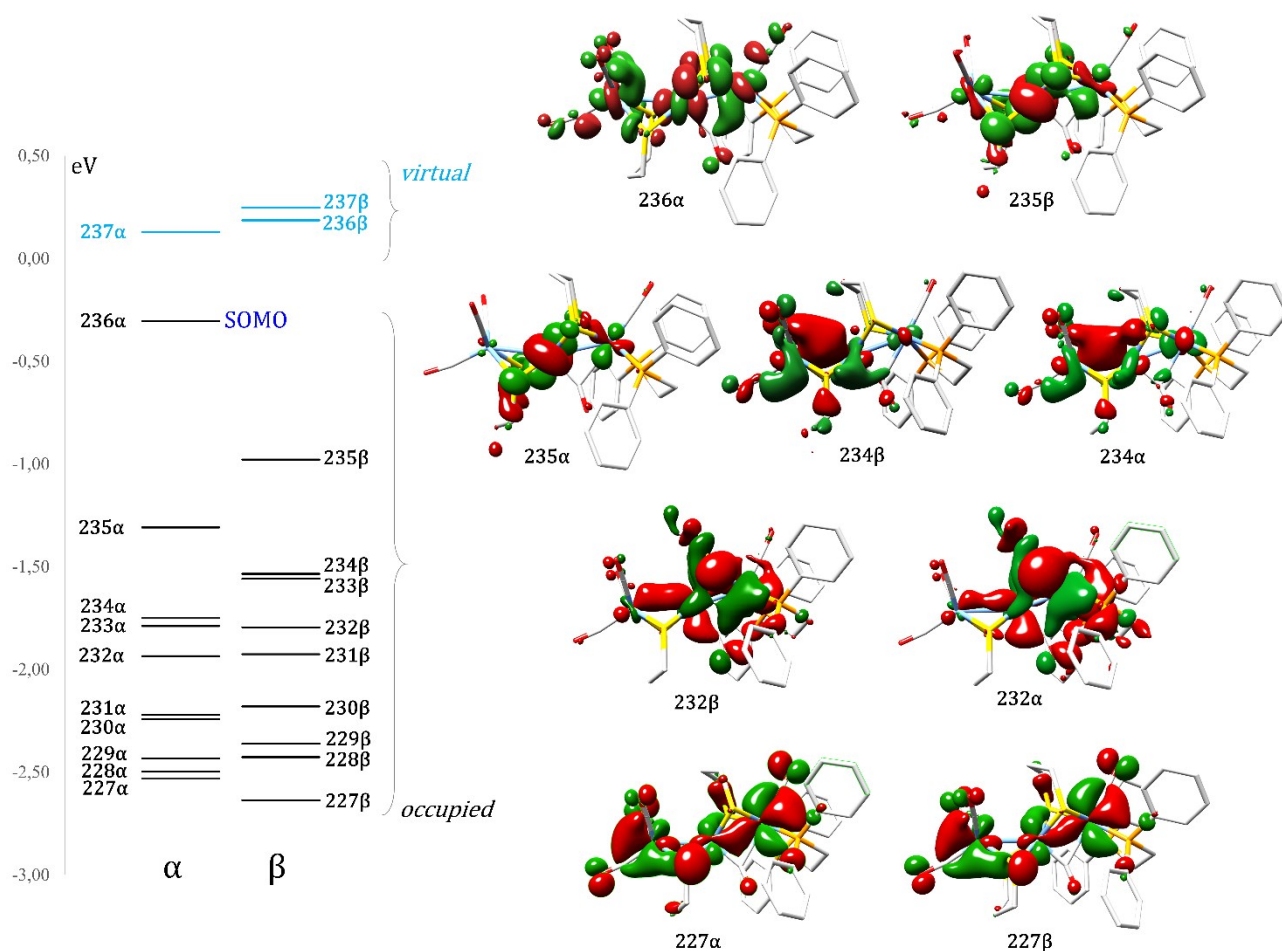 236α
235β
0,50
eV
virtual
237β
236β
237α
0,00
236α
SOMO
-0,50
235α
234β
234α
-1,00
235β
235α
-1,50
234β
233β
234α
233α
232β
232α
231β
-2,00
232β
232α
231α
230α
230β
229α
229β
228α
228β
-2,50
227α
227β
occupied
-3,00
α
β
227α
227β